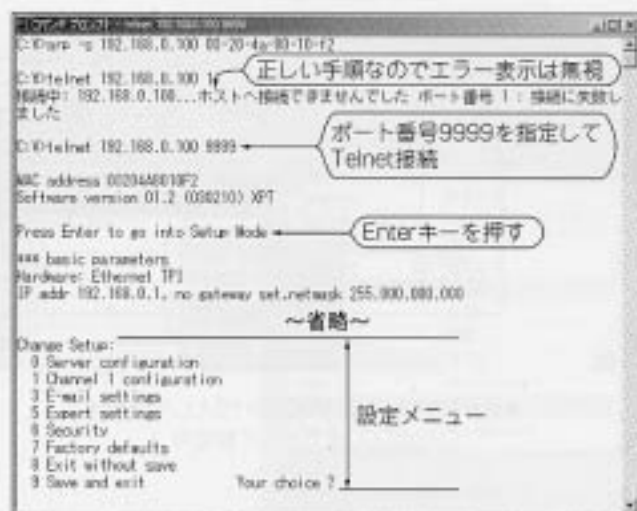 C:¥>arp -s 192.168.0.100 00-20-4a-80-10-f2
C:¥>telnet 192.168.0.100 1
正しい手順なのでエラー表示は無視
接続中: 192.168.0.100...ホストへ接続できませんでした ポート番号 1 : 接続に失敗し
ました
C:¥>telnet 192.168.0.100 9999
ポート番号9999を指定して
Telnet接続
MAC address 00204A8010F2
Software version 01.2 (030210) XPT
Press Enter to go into Setup Mode
Enterキーを押す
*** basic parameters
Hardware: Ethernet TPI
IP addr 192.168.0.1, no gateway set,netmask 255.000.000.000
〜省略〜
Change Setup:
0 Server configuration
1 Channel 1 configuration
3 E-mail settings
5 Expert settings
6 Security
7 Factory defaults
8 Exit without save
9 Save and exit Your choice ?
設定メニュー